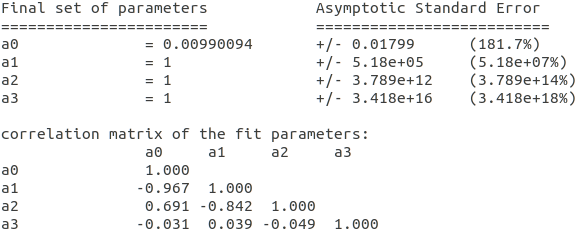 Final set of parameters            Asymptotic Standard Error
=======================            ==========================
a0              = 0.00990094       +/- 0.01799      (181.7%)
a1              = 1                +/- 5.18e+05     (5.18e+07%)
a2              = 1                +/- 3.789e+12    (3.789e+14%)
a3              = 1                +/- 3.418e+16    (3.418e+18%)
correlation matrix of the fit parameters:
                a0     a1     a2     a3
a0              1.000
a1             -0.967  1.000
a2              0.691 -0.842  1.000
a3             -0.031  0.039 -0.049  1.000